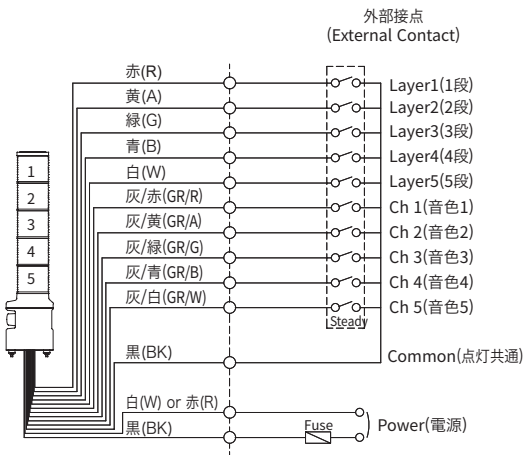 外部接点
(External Contact)
赤(R)
Layer1(1段)
黄(A)
Layer2(2段)
緑(G)
Layer3(3段)
青(B)
Layer4(4段)
白(W)
Layer5(5段)
灰/赤(GR/R)
Ch 1(音色1)
灰/黄(GR/A)
Ch 2(音色2)
灰/緑(GR/G)
Ch 3(音色3)
灰/青(GR/B)
Ch 4(音色4)
灰/白(GR/W)
Ch 5(音色5)
1
2
3
4
5
Steady
黒(BK)
Common(点灯共通)
白(W) or 赤(R)
Fuse
Power(電源)
黒(BK)